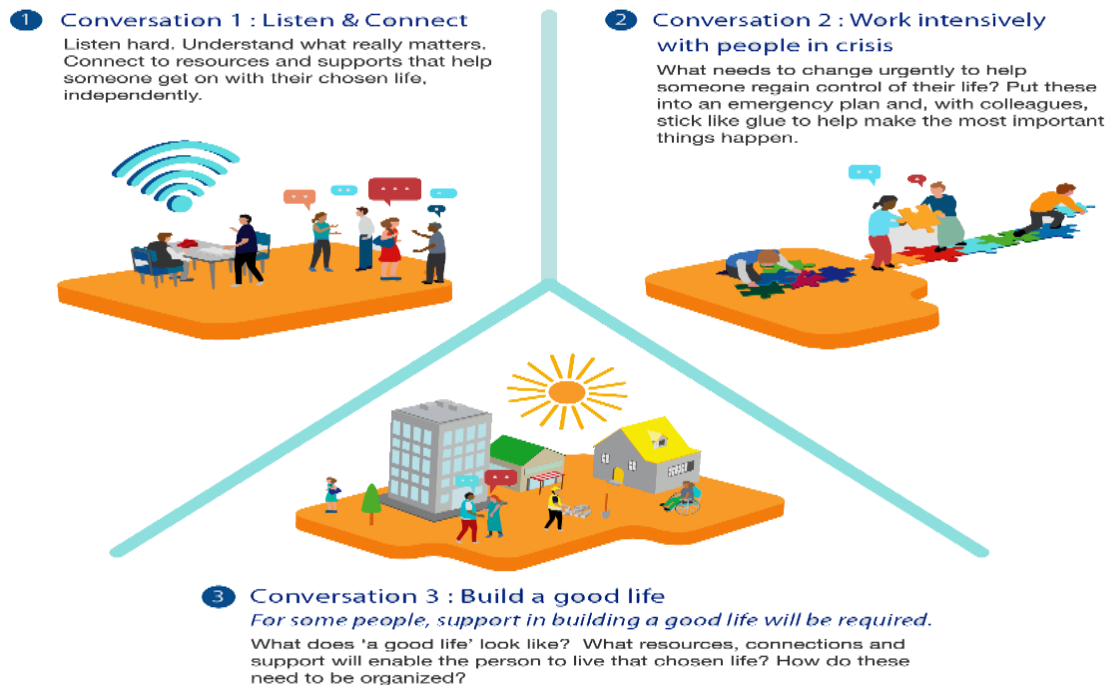 1 Conversation 1 : Listen & Connect
Listen hard. Understand what really matters.
Connect to resources and supports that help
someone get on with their chosen life,
independently.
2 Conversation 2 : Work intensively
with people in crisis
What needs to change urgently to help
someone regain control of their life? Put these
into an emergency plan and, with colleagues,
stick like glue to help make the most important
things happen.
3 Conversation 3 : Build a good life
For some people, support in building a good life will be required.
What does 'a good life' look like? What resources, connections and
support will enable the person to live that chosen life? How do these
need to be organized?